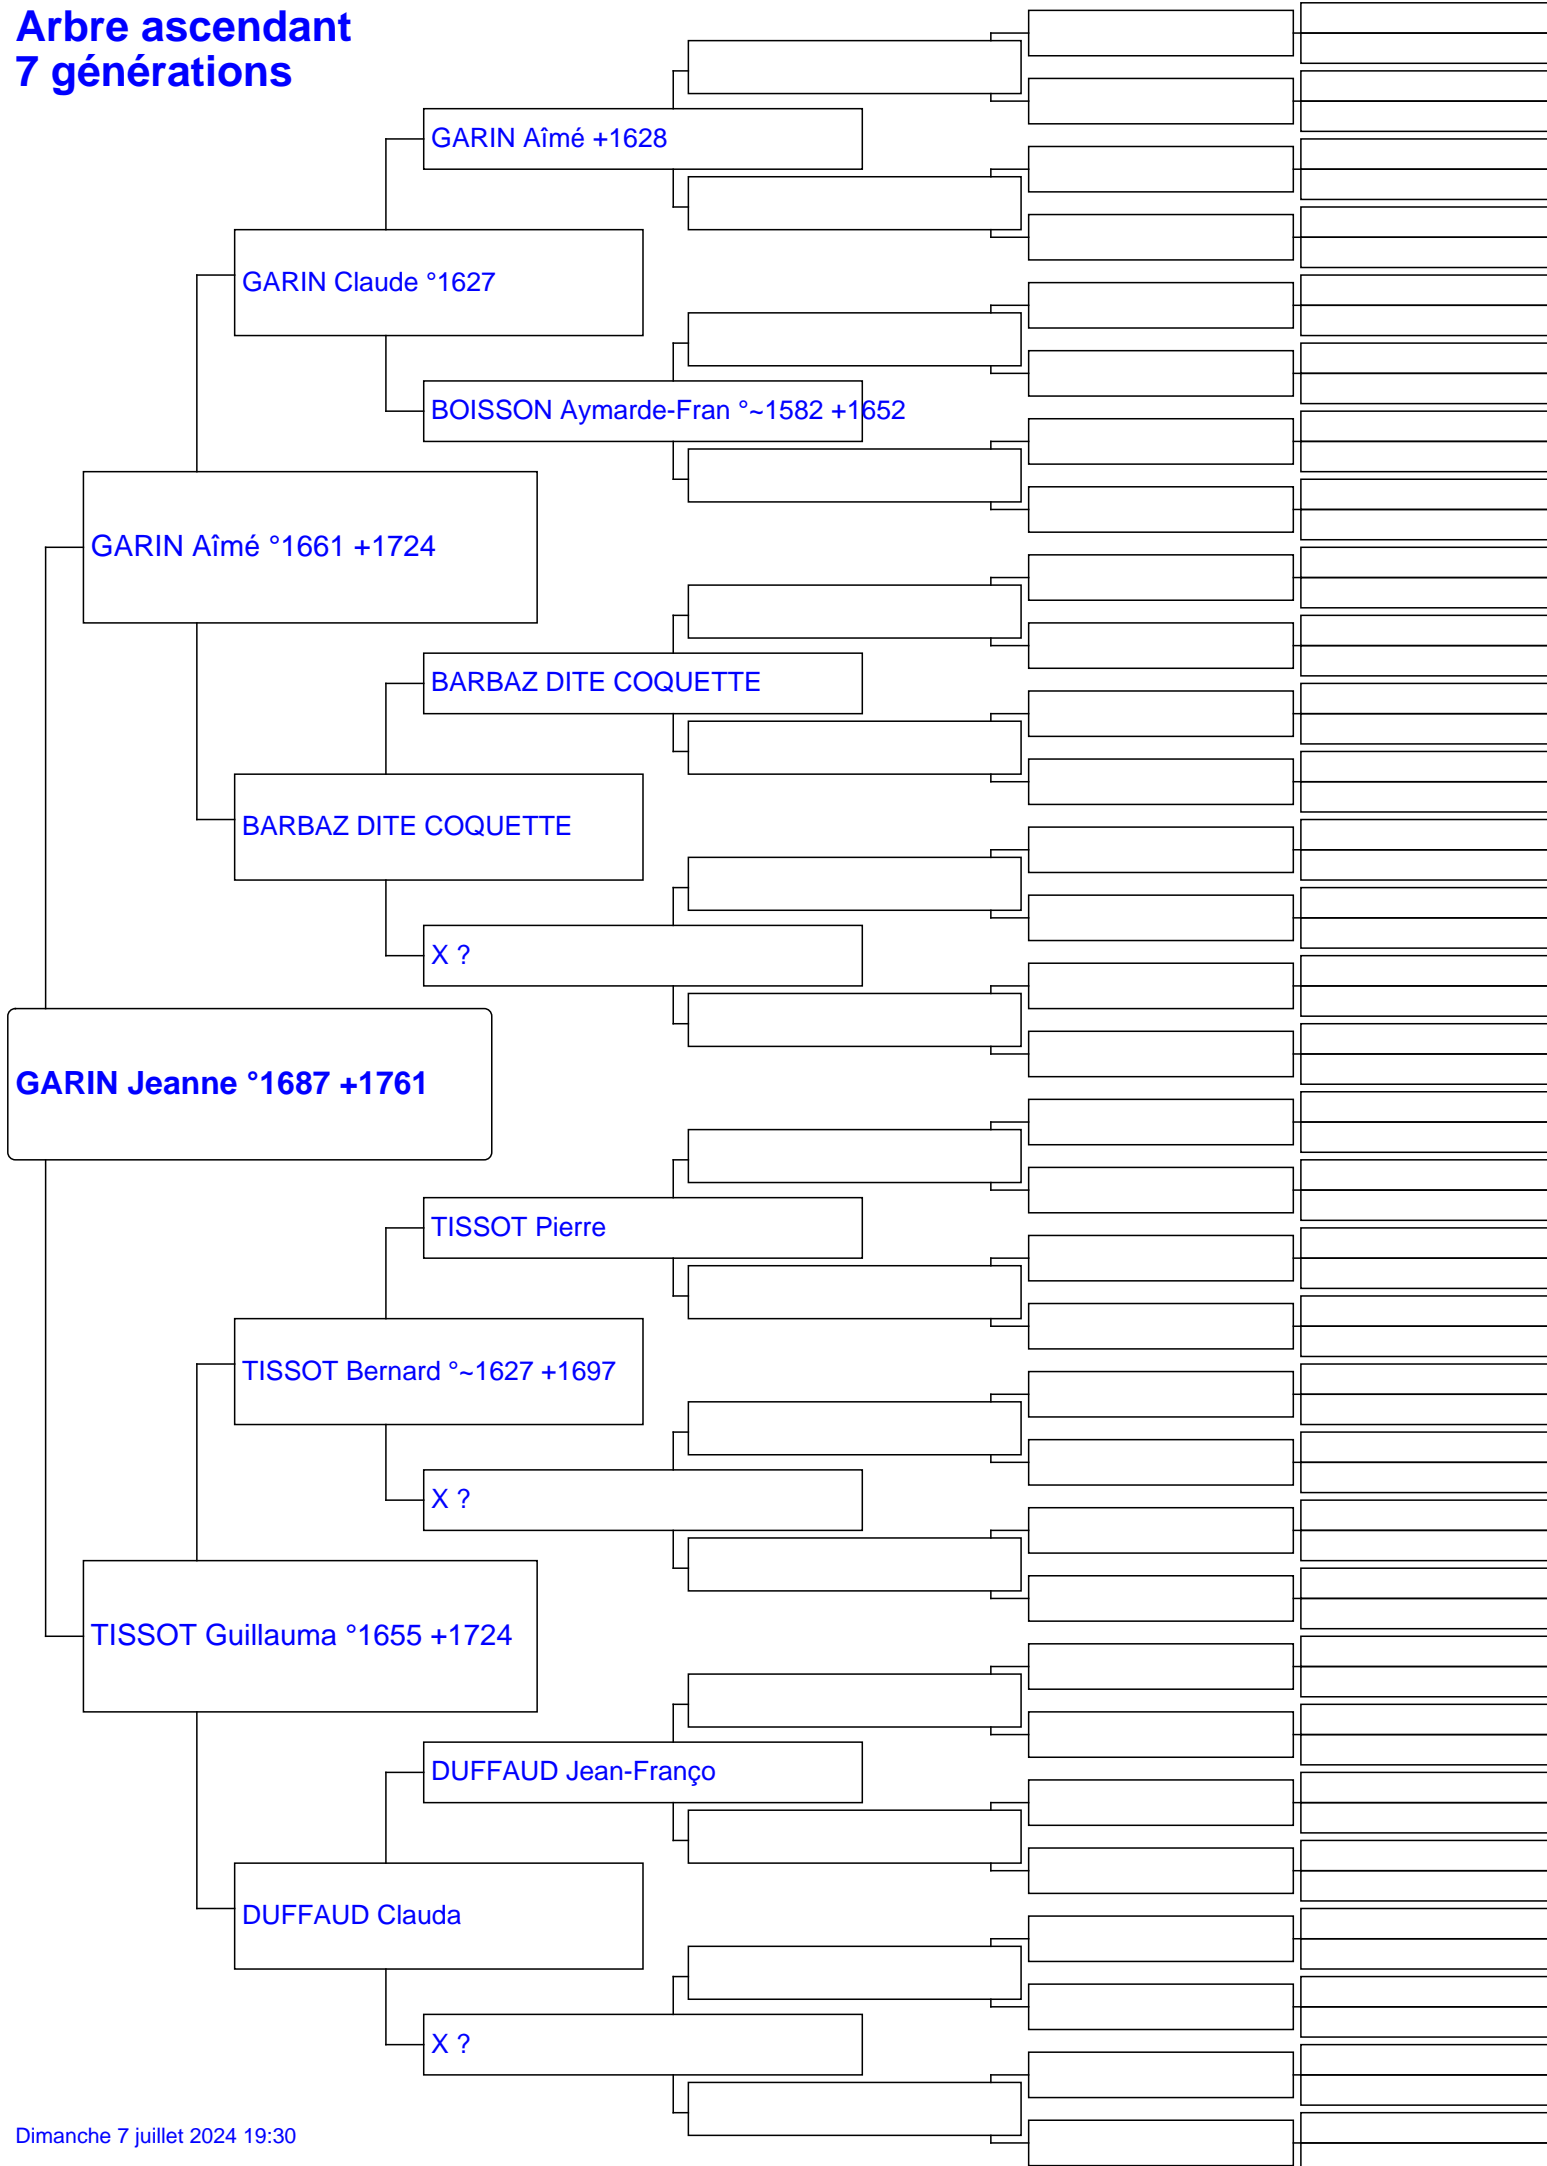 Arbre ascendant
7 générations
GARIN Aîmé +1628
GARIN Claude °1627
BOISSON Aymarde-Fran °~1582 +1652
GARIN Aîmé °1661 +1724
BARBAZ DITE COQUETTE
BARBAZ DITE COQUETTE
X ?
GARIN Jeanne °1687 +1761
TISSOT Pierre
TISSOT Bernard °~1627 +1697
X ?
TISSOT Guillauma °1655 +1724
DUFFAUD Jean-Franço
DUFFAUD Clauda
X ?
Dimanche 7 juillet 2024 19:30